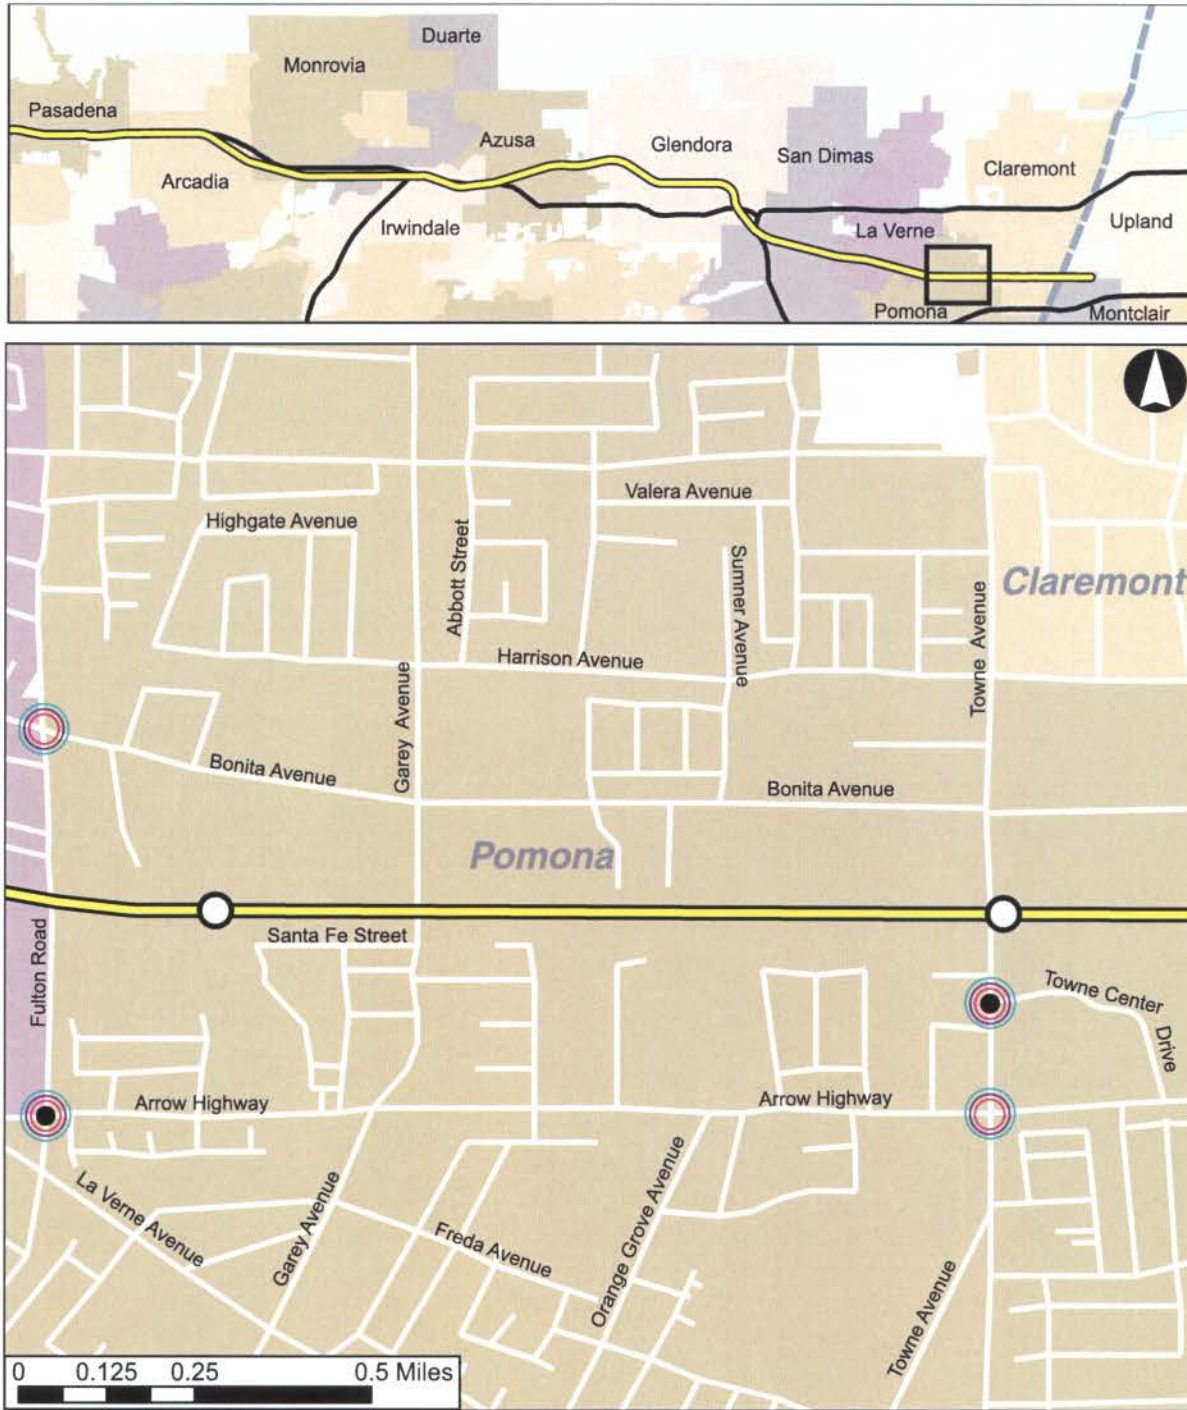 Duarte
Monrovia
Pasadena
Azusa
Glendora
San Dimas
Claremont
Arcadia
Irwindale
La Verne
Upland
Pomona
Montclair
Valera Avenue
Highgate Avenue
Abbott Street
Sumner Avenue
Claremont
Towne Avenue
Harrison Avenue
Garey Avenue
Bonita Avenue
Bonita Avenue
Pomona
Santa Fe Street
Fulton Road
Towne Center
Drive
Arrow Highway
Arrow Highway
La Verne Avenue
Garey Avenue
Freda Avenue
Orange Grove Avenue
Towne Avenue
0 0.125 0.25 0.5 Miles